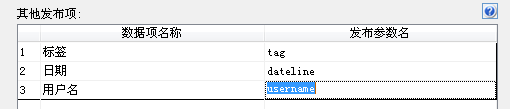 其他发布项:
数据项名称 发布参数名
1 标签 tag
2 日期 dateline
3 用户名 username